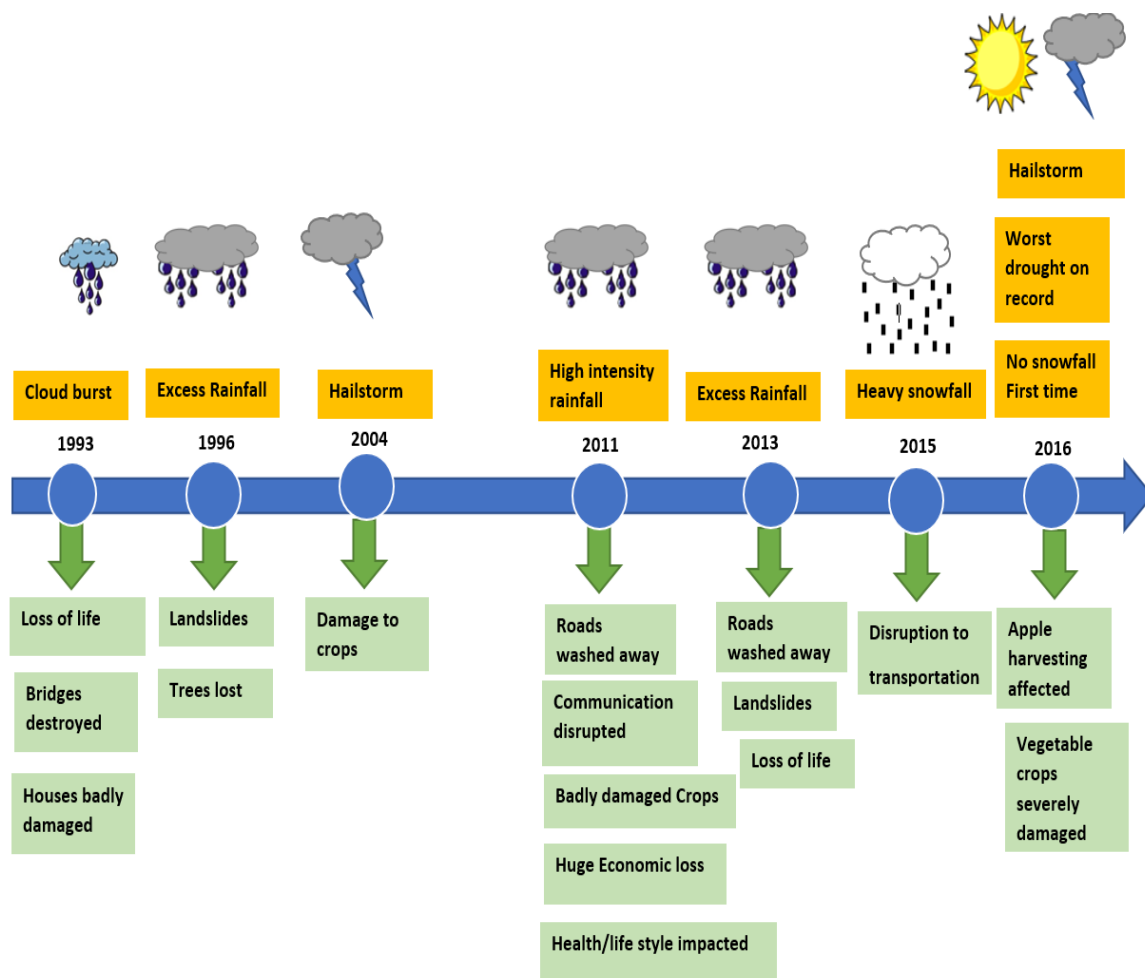 Hailstorm
Worst
drought on
record
No snowfall
First time
Cloud burst
Excess Rainfall
Hailstorm
High intensity
rainfall
Excess Rainfall
Heavy snowfall
1993
1996
2004
2011
2013
2015
2016
Loss of life
Bridges
destroyed
Houses badly
damaged
Landslides
Trees lost
Damage to
crops
Roads
washed away
Communication
disrupted
Badly damaged Crops
Huge Economic loss
Health/life style impacted
Roads
washed away
Landslides
Loss of life
Disruption to
transportation
Apple
harvesting
affected
Vegetable
crops
severely
damaged